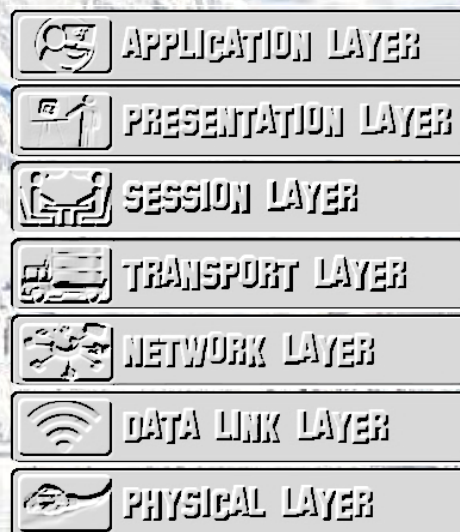 APPLICATION LAYER
PRESENTATION LAYER
SESSION LAYER
TRANSPORT LAYER
NETWORK LAYER
DATA LINK LAYER
PHYSICAL LAYER